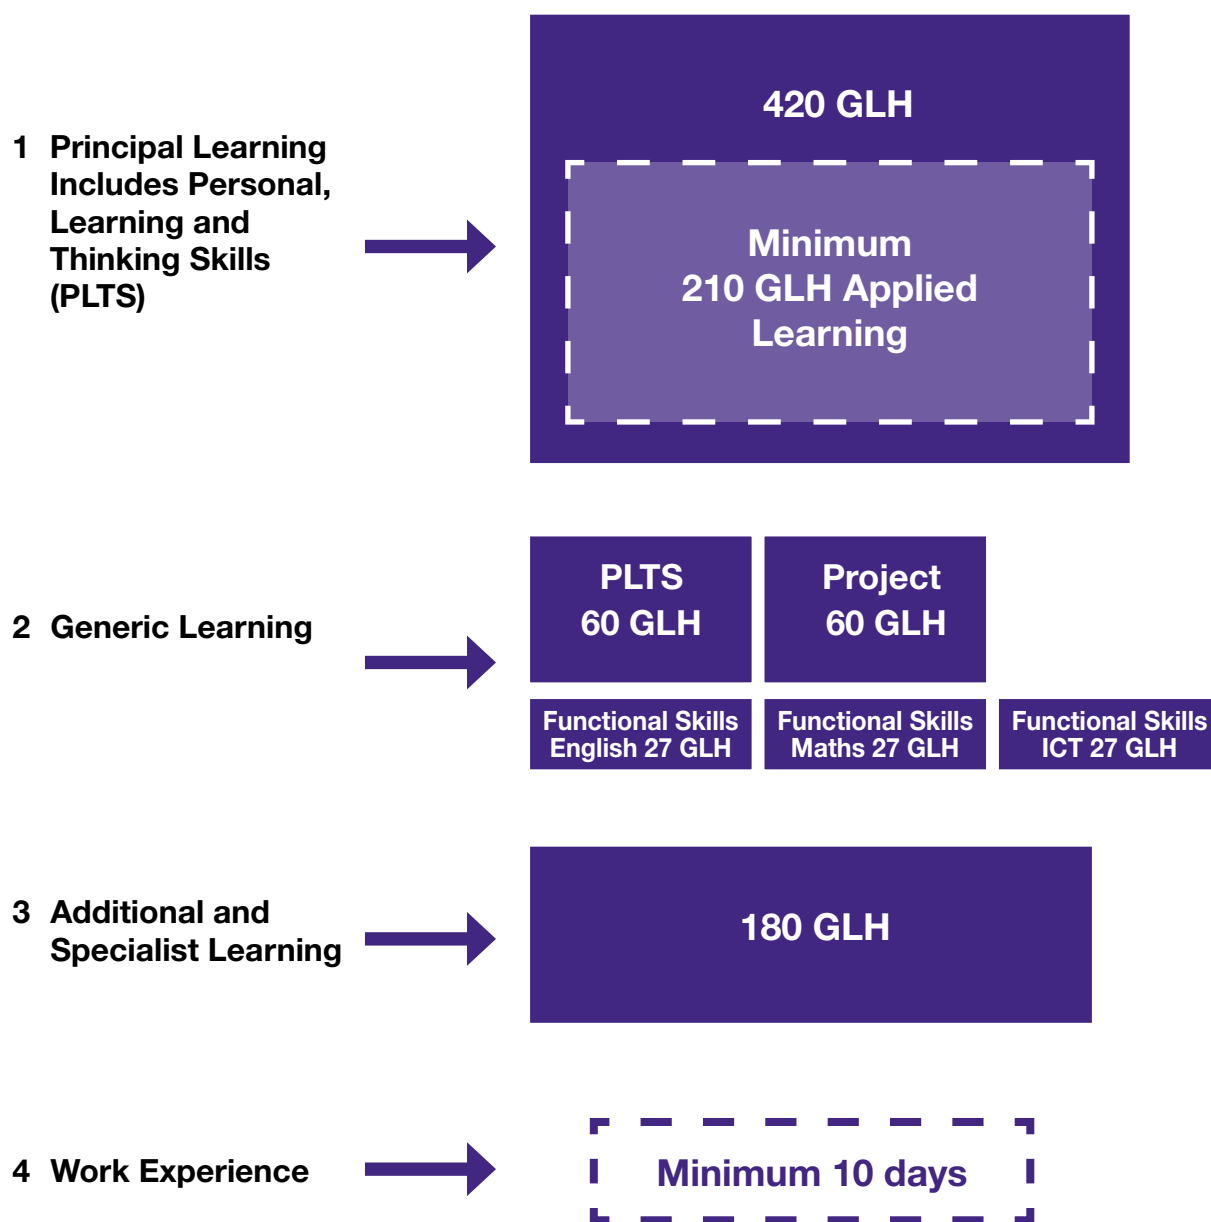 420 GLH
1 Principal Learning
Includes Personal,
Learning and
Thinking Skills
(PLTS)
Minimum
210 GLH Applied
Learning
2 Generic Learning
PLTS
60 GLH
Project
60 GLH
Functional Skills
English 27 GLH
Functional Skills
Maths 27 GLH
Functional Skills
ICT 27 GLH
3 Additional and
Specialist Learning
180 GLH
4 Work Experience
Minimum 10 days